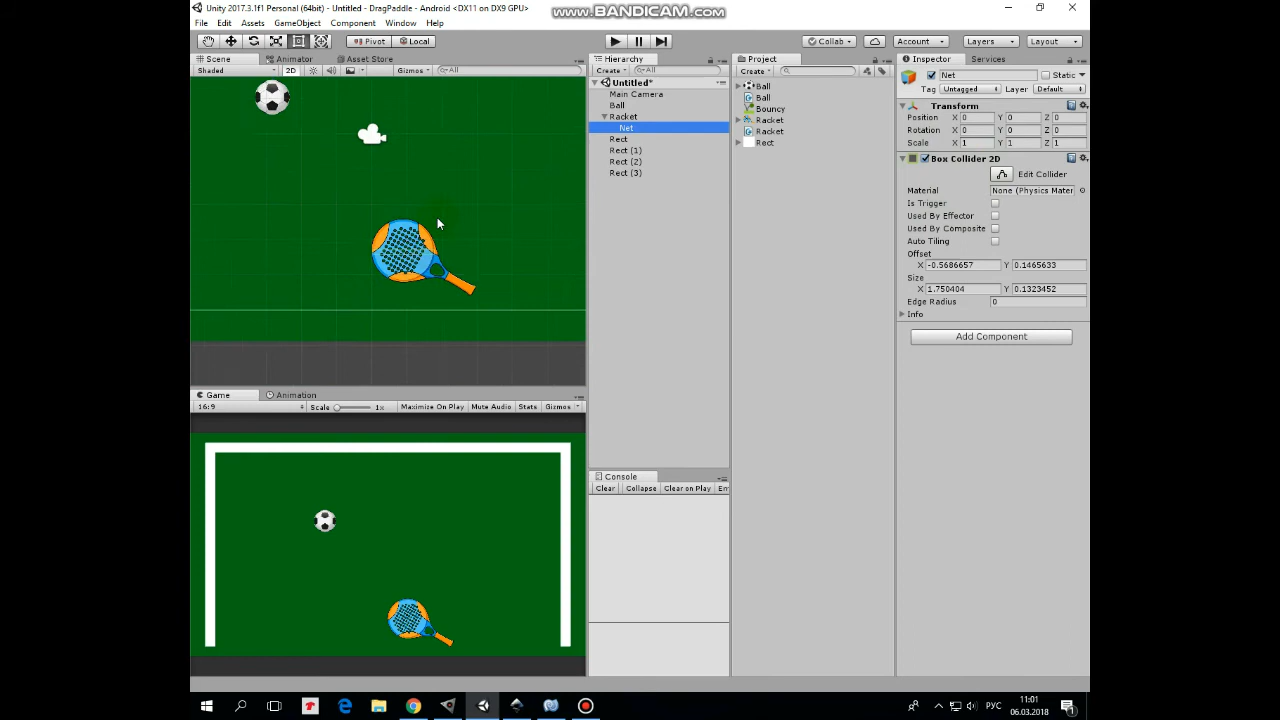 Unity 2017.3.1f1 Personal (64bit) - Untitled - DragPaddle - Android <DX11 on DX9 GPU>
www.BANDICAM.com
File Edit Assets GameObject Component Window Help
Pivot Local Collab Account Layers Layout
Scene Animator Asset Store
Shaded 2D Gizmos All
Hierarchy
Create All
Untitled*
Main Camera
Ball
Racket
Net
Rect
Rect (1)
Rect (2)
Rect (3)
Project
Create
Ball
Ball
Bouncy
Racket
Racket
Rect
Inspector Services
Net Static
Tag Untagged Layer Default
Transform
Position X 0 Y 0 Z 0
Rotation X 0 Y 0 Z 0
Scale X 1 Y 1 Z 1
Box Collider 2D
Edit Collider
Material None (Physics Mater
Is Trigger
Used By Effector
Used By Composite
Auto Tiling
Offset
X -0.5686657 Y 0.1465633
Size
X 1.750404 Y 0.1323452
Edge Radius 0
Info
Add Component
Game Animation
16:9 Scale 1x Maximize On Play Mute Audio Stats Gizmos
Console
Clear Collapse Clear on Play Er
РУС
11:01
06.03.2018
1